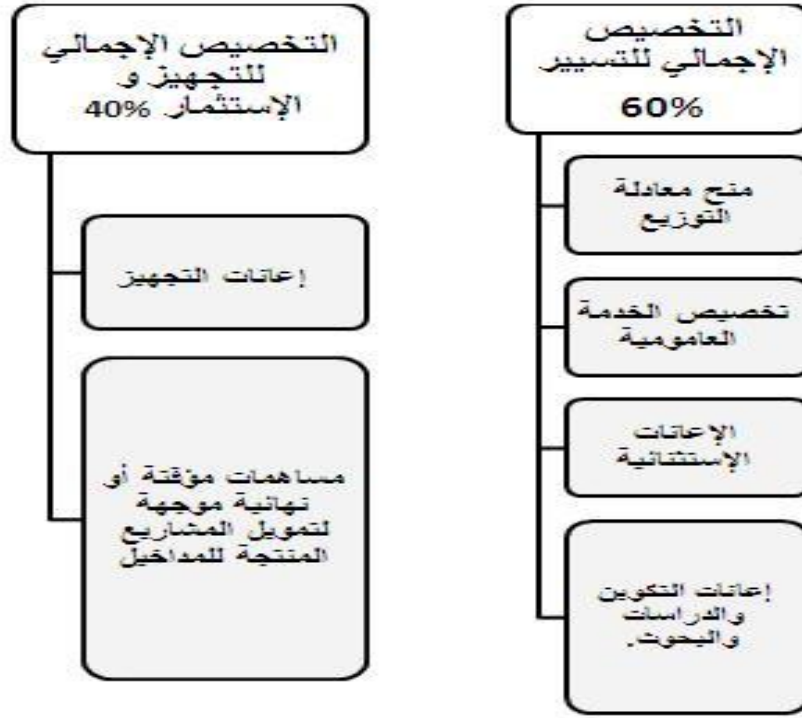 التخصيص
الإجمالي للتسيير
60%
منح معادلة
التوزيع
تخصيص الخدمة
العامومية
الإعانات
الإستثنائية
إعانات التكوين
والدراسات
والبحوث.
التخصيص الإجمالي
للتجهيز و
الإستثمار 40%
إعانات التجهيز
مساهمات مؤقتة أو
نهائية موجهة
لتمويل المشاريع
المنتجة للمداخيل